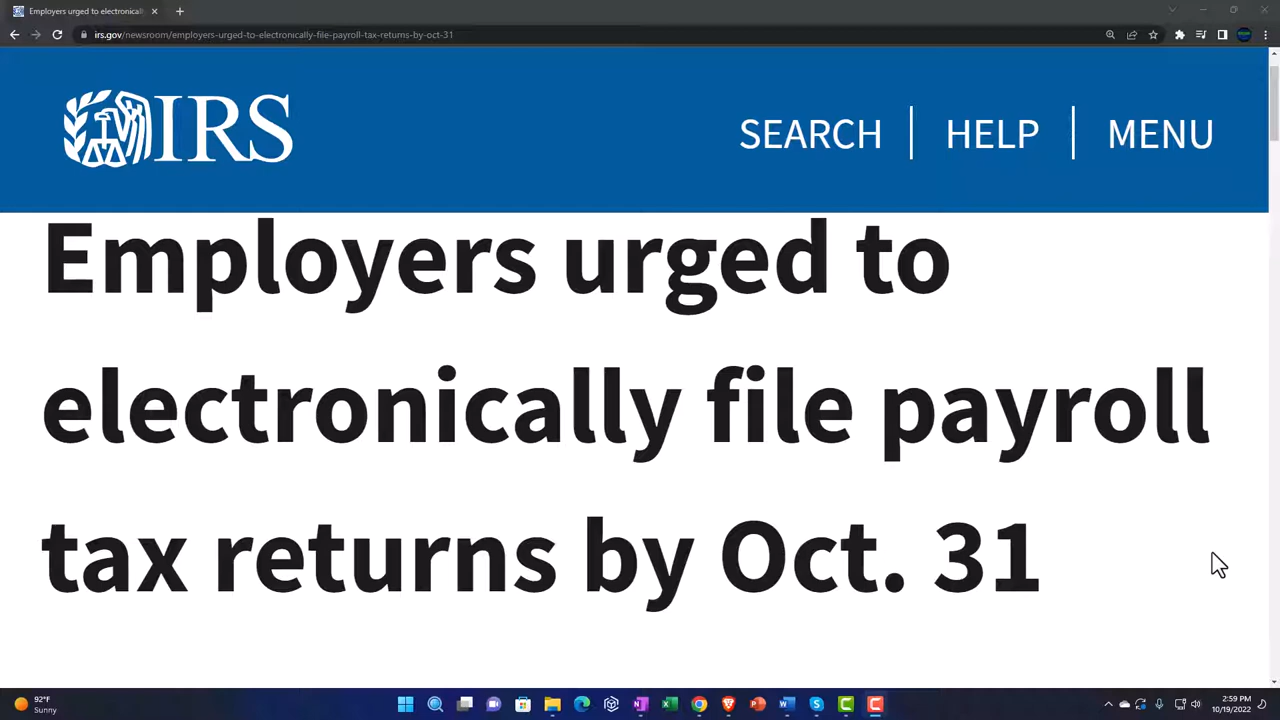 Employers urged to electronicall
irs.gov/newsroom/employers-urged-to-electronically-file-payroll-tax-returns-by-oct-31
IRS
SEARCH | HELP | MENU
Employers urged to
electronically file payroll
tax returns by Oct. 31
92°F
Sunny
2:59 PM
10/19/2022